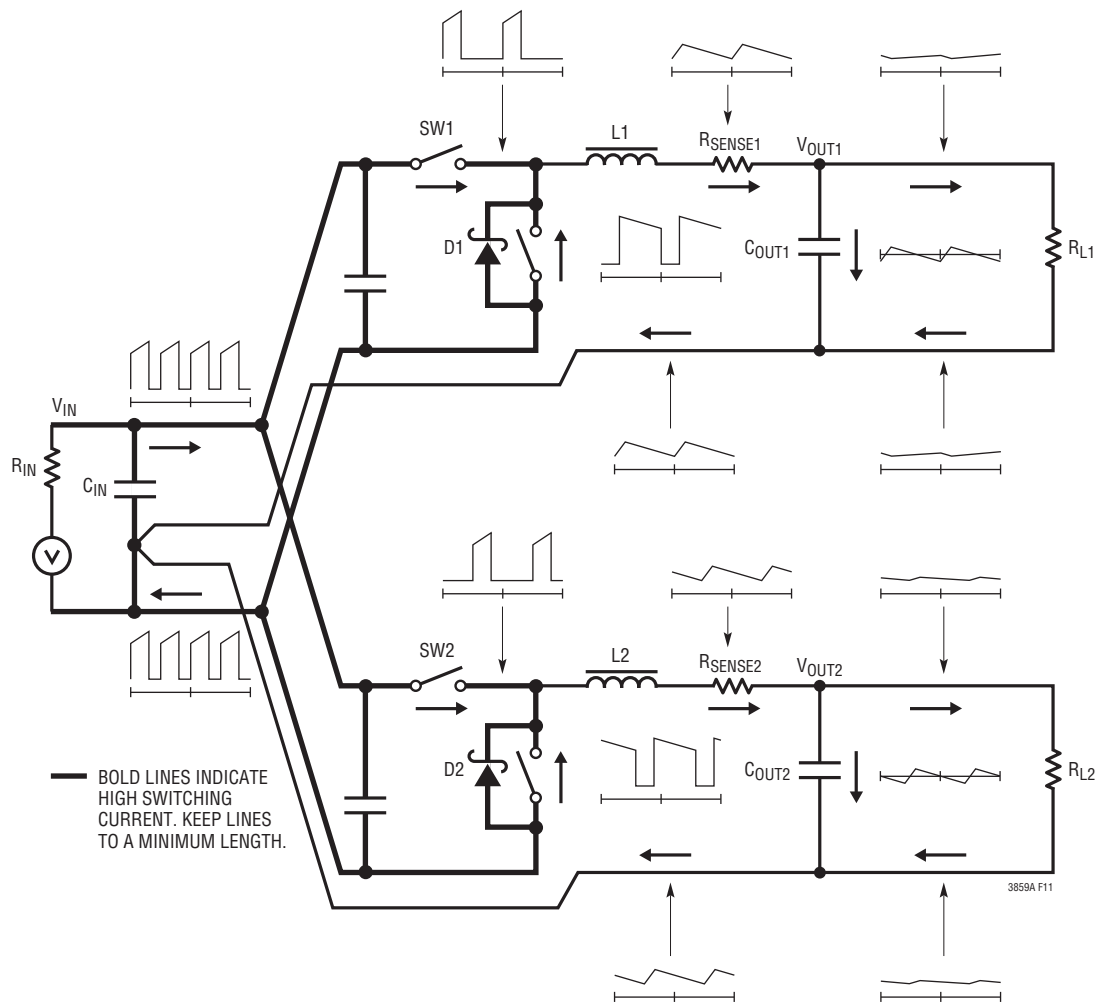 SW1
L1
RSENSE1
VOUT1
D1
COUT1
RL1
VIN
RIN
CIN
V
SW2
L2
RSENSE2
VOUT2
D2
COUT2
RL2
BOLD LINES INDICATE
HIGH SWITCHING
CURRENT. KEEP LINES
TO A MINIMUM LENGTH.
3859A F11